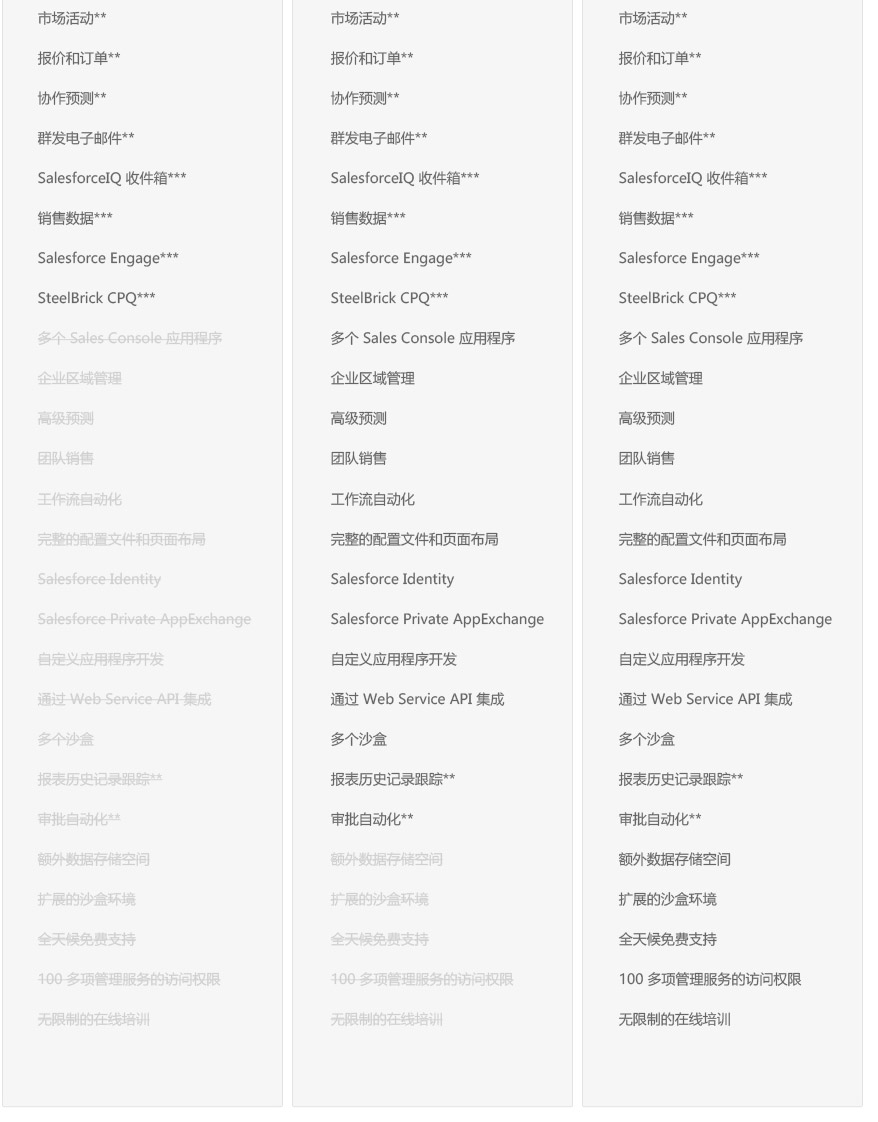 市场活动**
报价和订单**
协作预测**
群发电子邮件**
SalesforceIQ 收件箱***
销售数据***
Salesforce Engage***
SteelBrick CPQ***
多个 Sales Console 应用程序
企业区域管理
高级预测
团队销售
工作流自动化
完整的配置文件和页面布局
Salesforce Identity
Salesforce Private AppExchange
自定义应用程序开发
通过 Web Service API 集成
多个沙盒
报表历史记录跟踪**
审批自动化**
额外数据存储空间
扩展的沙盒环境
全天候免费支持
100 多项管理服务的访问权限
无限制的在线培训
市场活动**
报价和订单**
协作预测**
群发电子邮件**
SalesforceIQ 收件箱***
销售数据***
Salesforce Engage***
SteelBrick CPQ***
多个 Sales Console 应用程序
企业区域管理
高级预测
团队销售
工作流自动化
完整的配置文件和页面布局
Salesforce Identity
Salesforce Private AppExchange
自定义应用程序开发
通过 Web Service API 集成
多个沙盒
报表历史记录跟踪**
审批自动化**
额外数据存储空间
扩展的沙盒环境
全天候免费支持
100 多项管理服务的访问权限
无限制的在线培训
市场活动**
报价和订单**
协作预测**
群发电子邮件**
SalesforceIQ 收件箱***
销售数据***
Salesforce Engage***
SteelBrick CPQ***
多个 Sales Console 应用程序
企业区域管理
高级预测
团队销售
工作流自动化
完整的配置文件和页面布局
Salesforce Identity
Salesforce Private AppExchange
自定义应用程序开发
通过 Web Service API 集成
多个沙盒
报表历史记录跟踪**
审批自动化**
额外数据存储空间
扩展的沙盒环境
全天候免费支持
100 多项管理服务的访问权限
无限制的在线培训